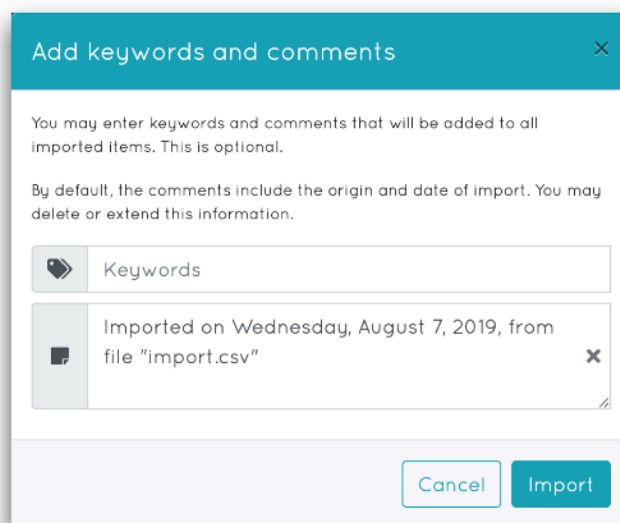 Add keywords and comments
You may enter keywords and comments that will be added to all
imported items. This is optional.
By default, the comments include the origin and date of import. You may
delete or extend this information.
Keywords
Imported on Wednesday, August 7, 2019, from
file "import.csv"
Cancel
Import